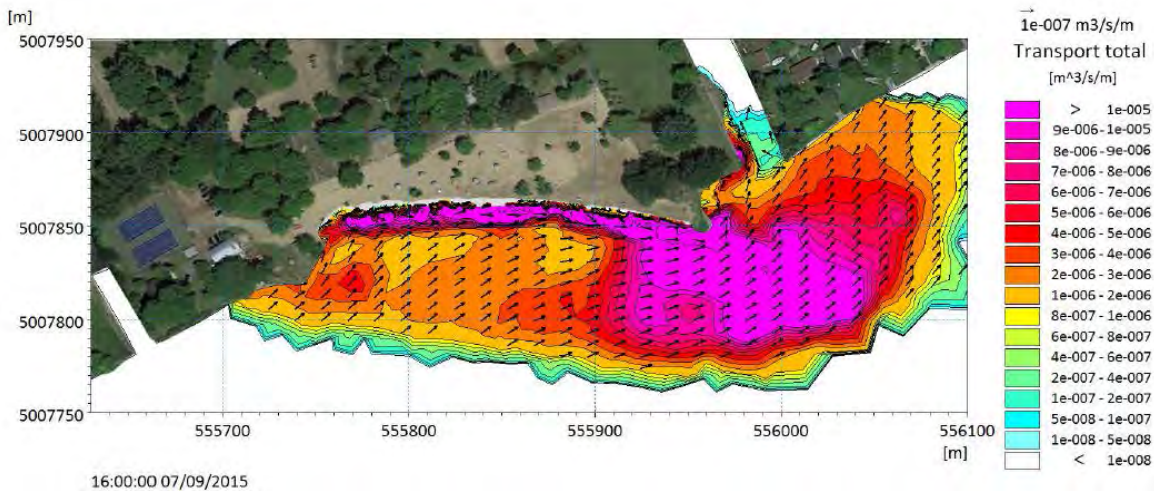 [m]
5007950
5007900
5007850
5007800
5007750
555700
555800
555900
556000
556100
[m]
16:00:00 07/09/2015
1e-007 m3/s/m
Transport total
[m^3/s/m]
> 1e-005
9e-006 - 1e-005
8e-006 - 9e-006
7e-006 - 8e-006
6e-006 - 7e-006
5e-006 - 6e-006
4e-006 - 5e-006
3e-006 - 4e-006
2e-006 - 3e-006
1e-006 - 2e-006
8e-007 - 1e-006
6e-007 - 8e-007
4e-007 - 6e-007
2e-007 - 4e-007
1e-007 - 2e-007
5e-008 - 1e-007
1e-008 - 5e-008
< 1e-008